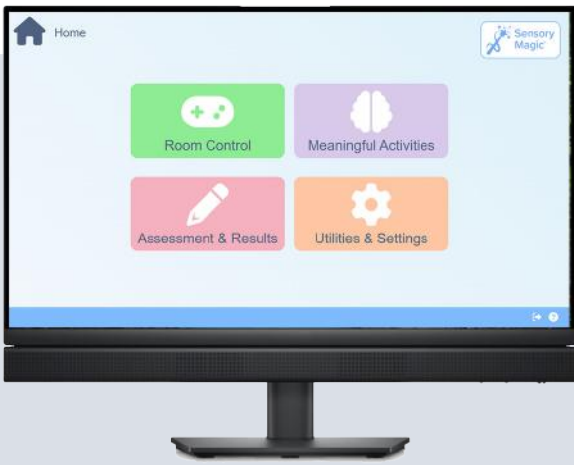 Home
Sensory
Magic
Room Control
Meaningful Activities
Assessment & Results
Utilities & Settings
?